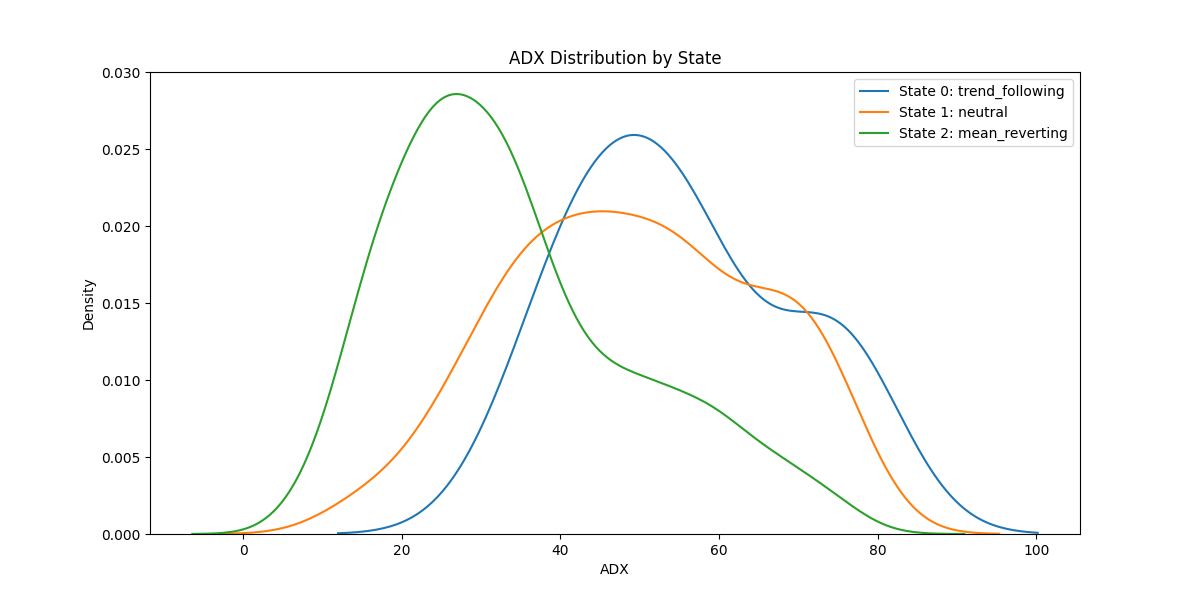 ADX Distribution by State
0.030
0.025
0.020
0.015
0.010
0.005
0.000
Density
0 20 40 60 80 100
ADX
State 0: trend_following
State 1: neutral
State 2: mean_reverting